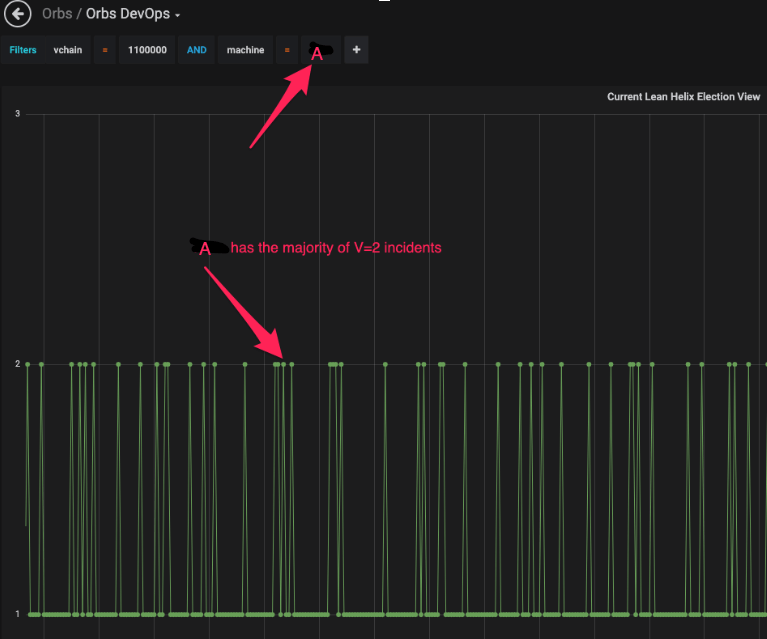 Orbs / Orbs DevOps
Filters vchain = 1100000 AND machine = A +
Current Lean Helix Election View
3
A has the majority of V=2 incidents
2
1